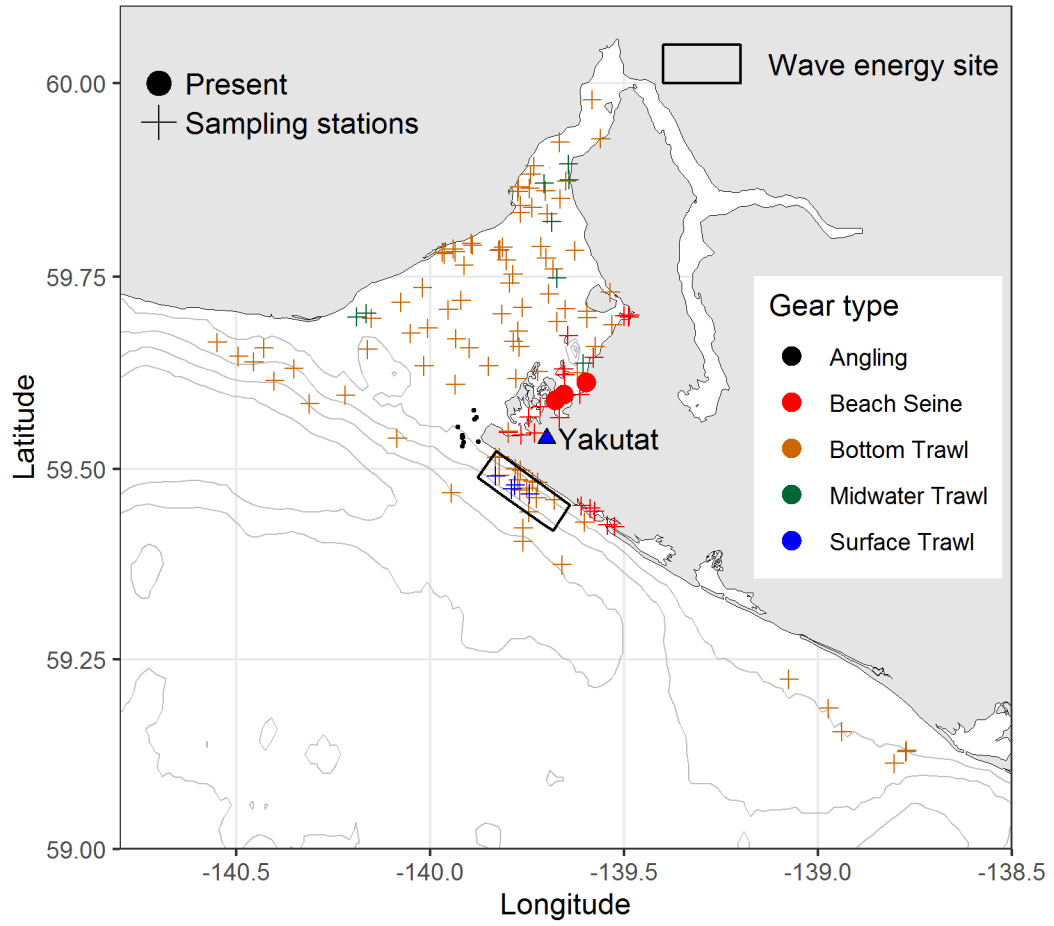 Present
Sampling stations
Wave energy site
Yakutat
Gear type
Angling
Beach Seine
Bottom Trawl
Midwater Trawl
Surface Trawl
Latitude
60.00
59.75
59.50
59.25
59.00
-140.5
-140.0
-139.5
-139.0
-138.5
Longitude